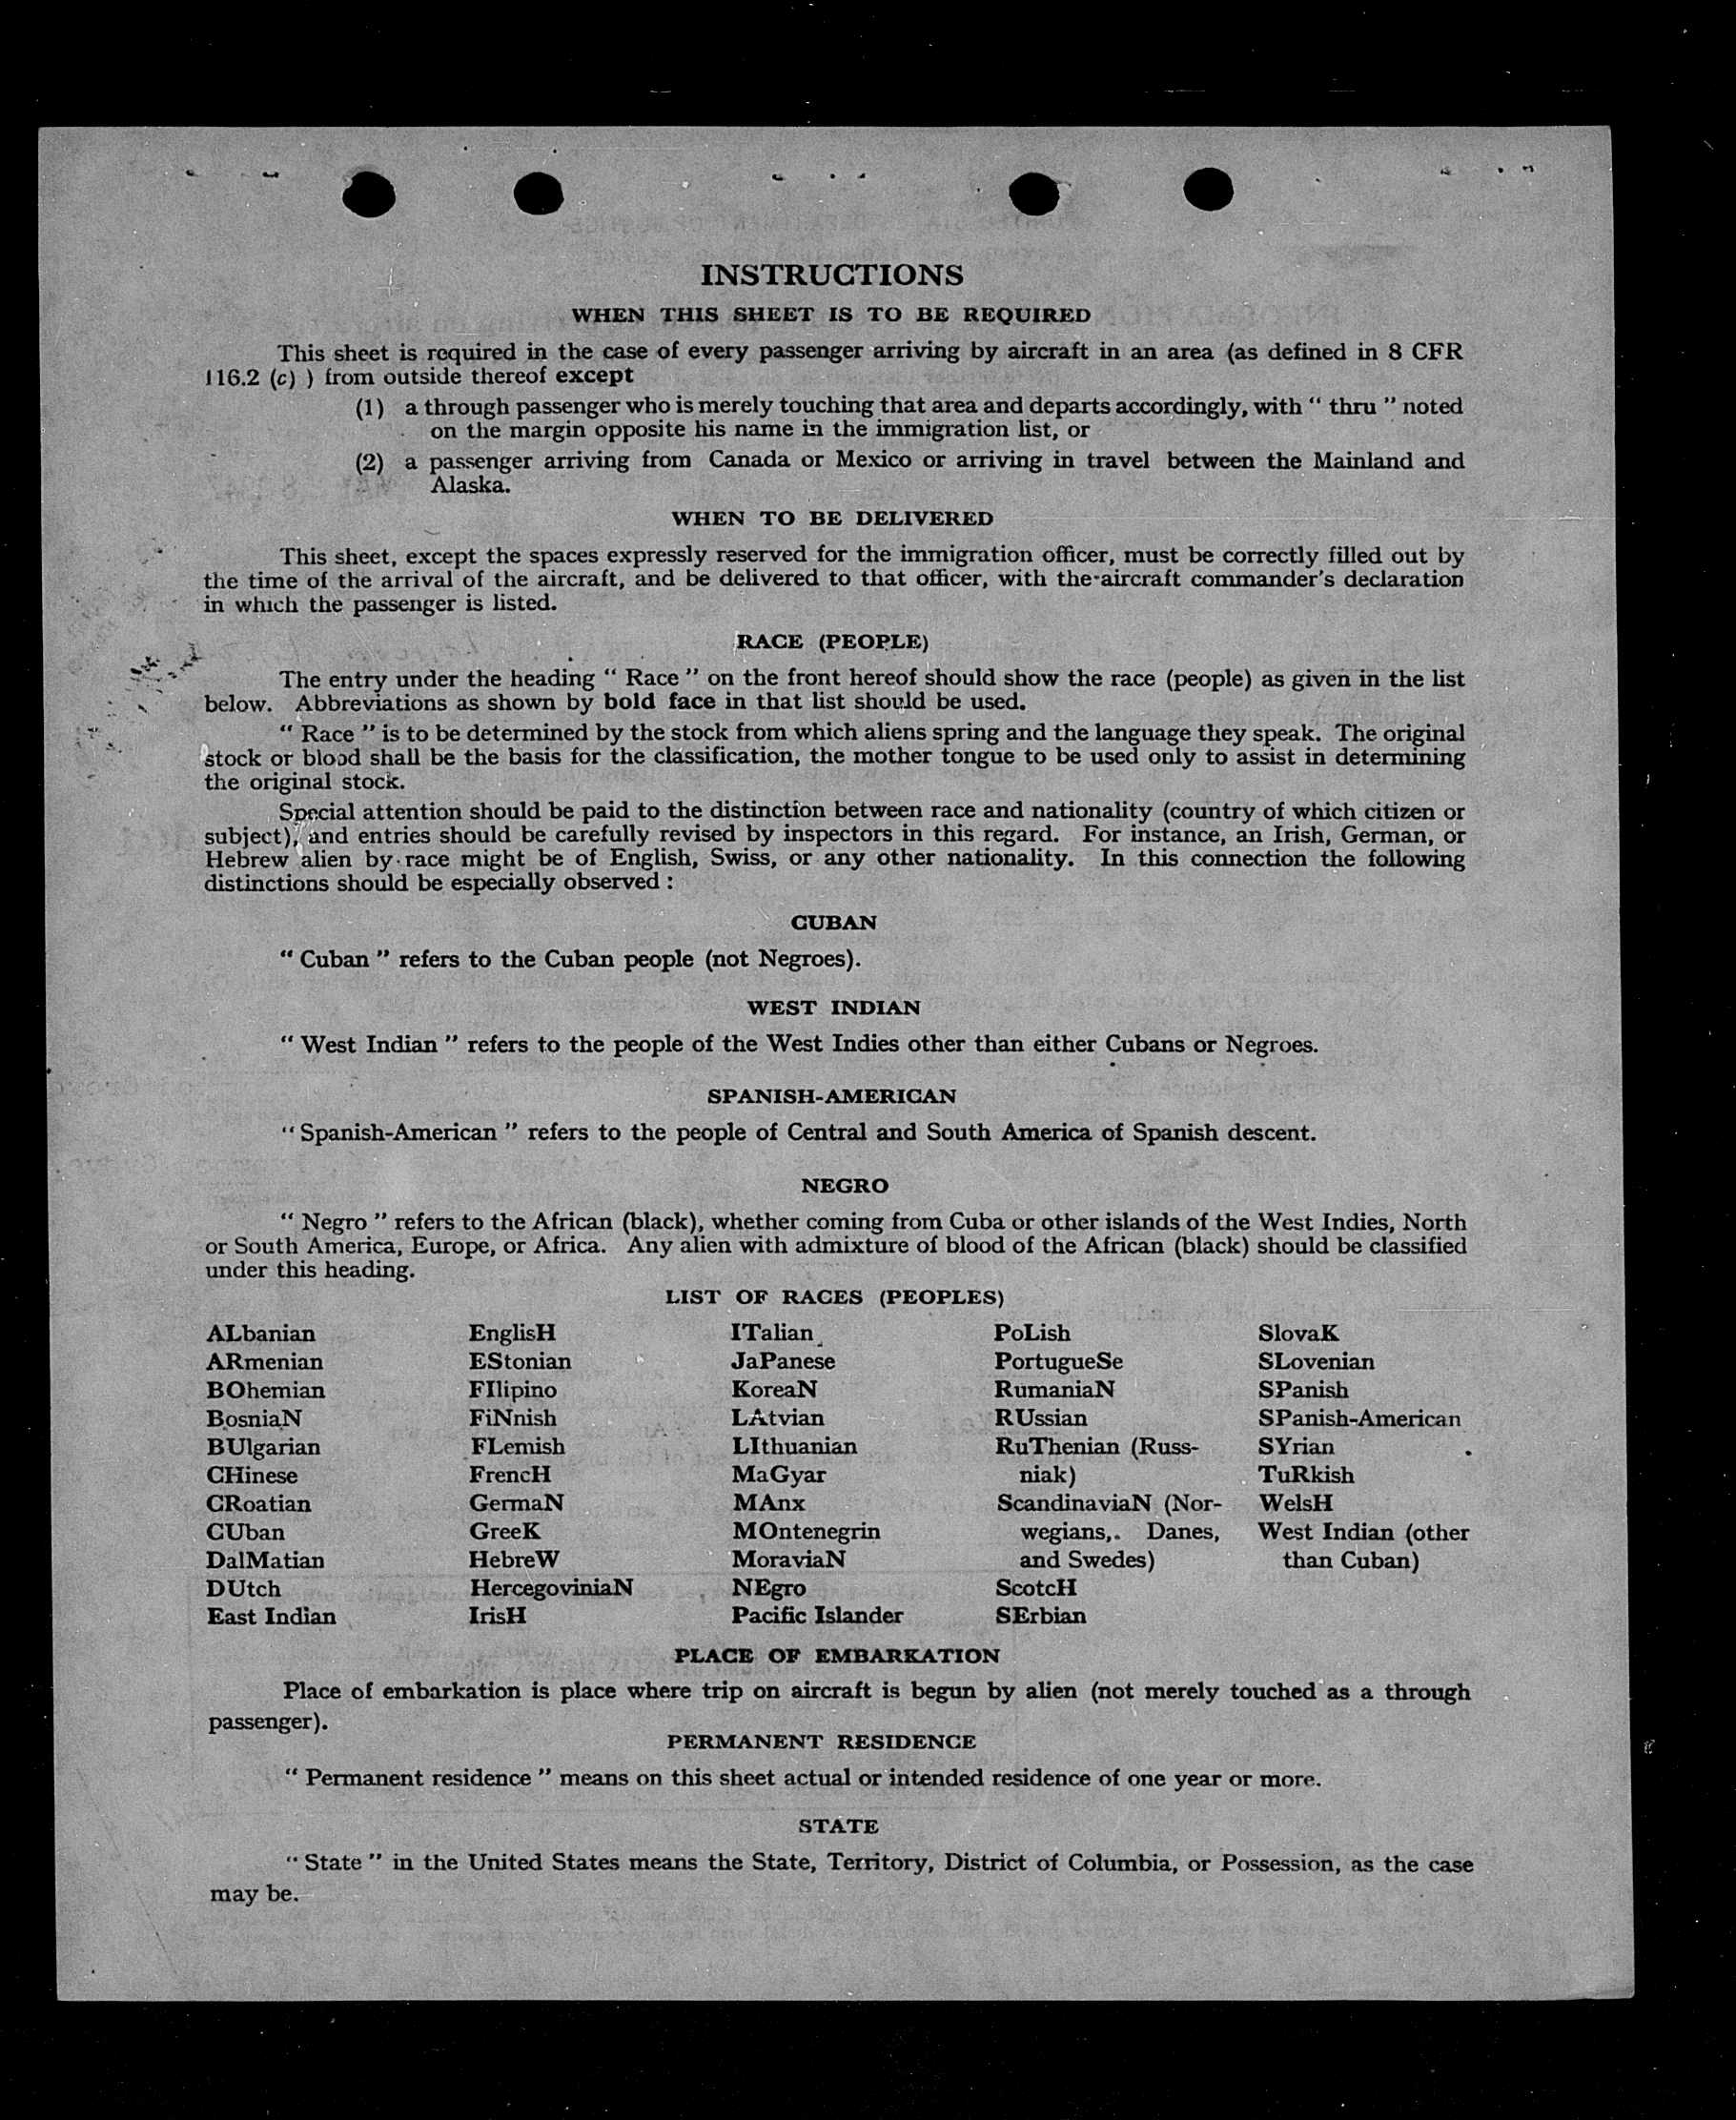 INSTRUCTIONS
WHEN THIS SHEET IS TO BE REQUIRED
This sheet is required in the case of every passenger arriving by aircraft in an area (as defined in 8 CFR
116.2 (c) ) from outside thereof except
(1) a through passenger who is merely touching that area and departs accordingly, with “ thru ” noted
on the margin opposite his name in the immigration list, or
(2) a passenger arriving from Canada or Mexico or arriving in travel between the Mainland and
Alaska.
WHEN TO BE DELIVERED
This sheet, except the spaces expressly reserved for the immigration officer, must be correctly filled out by
the time of the arrival of the aircraft, and be delivered to that officer, with the aircraft commander's declaration
in which the passenger is listed.
RACE (PEOPLE)
The entry under the heading “ Race ” on the front hereof should show the race (people) as given in the list
below. Abbreviations as shown by bold face in that list should be used.
“ Race ” is to be determined by the stock from which aliens spring and the language they speak. The original
stock or blood shall be the basis for the classification, the mother tongue to be used only to assist in determining
the original stock.
Special attention should be paid to the distinction between race and nationality (country of which citizen or
subject), and entries should be carefully revised by inspectors in this regard. For instance, an Irish, German, or
Hebrew alien by race might be of English, Swiss, or any other nationality. In this connection the following
distinctions should be especially observed :
CUBAN
“ Cuban ” refers to the Cuban people (not Negroes).
WEST INDIAN
“ West Indian ” refers to the people of the West Indies other than either Cubans or Negroes.
SPANISH-AMERICAN
“ Spanish-American ” refers to the people of Central and South America of Spanish descent.
NEGRO
“ Negro ” refers to the African (black), whether coming from Cuba or other islands of the West Indies, North
or South America, Europe, or Africa. Any alien with admixture of blood of the African (black) should be classified
under this heading.
LIST OF RACES (PEOPLES)
ALbanian
ARmenian
BOhemian
BosniaN
BUlgarian
CHinese
CRoatian
CUban
DalMatian
DUtch
East Indian
EnglisH
EStonian
FIlipino
FiNnish
FLemish
FrencH
GermaN
GreeK
HebreW
HercegoviniaN
IrisH
ITalian
JaPanese
KoreaN
LAtvian
LIthuanian
MaGyar
MAnx
MOntenegrin
MoraviaN
NEgro
Pacific Islander
PoLish
PortugueSe
RumaniaN
RUssian
RuThenian (Russ-
niak)
ScandinaviaN (Nor-
wegians, Danes,
and Swedes)
ScotcH
SErbian
SlovaK
SLovenian
SPanish
SPanish-American
SYrian
TuRkish
WelsH
West Indian (other
than Cuban)
PLACE OF EMBARKATION
Place of embarkation is place where trip on aircraft is begun by alien (not merely touched as a through
passenger).
PERMANENT RESIDENCE
“ Permanent residence ” means on this sheet actual or intended residence of one year or more.
STATE
“ State ” in the United States means the State, Territory, District of Columbia, or Possession, as the case
may be.